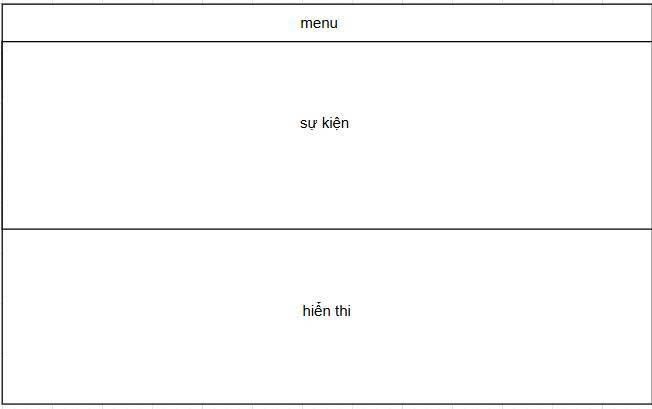 menu
sự kiện
hiển thi